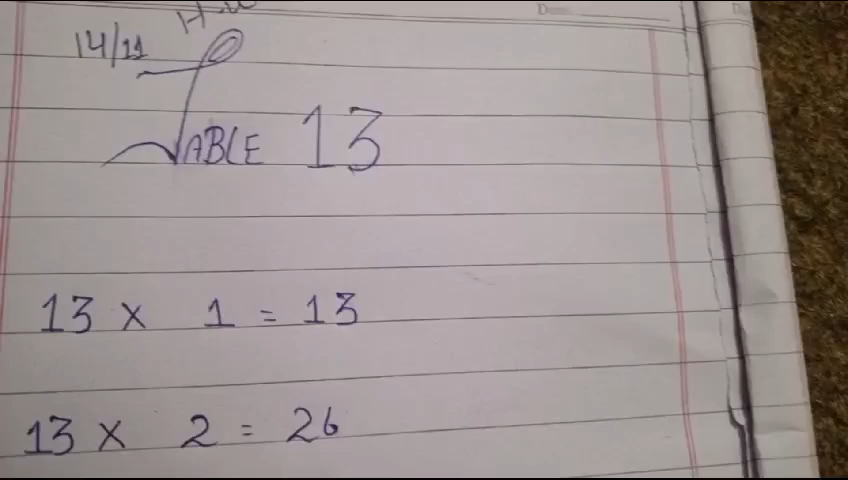 14/11
TABLE 13
13 × 1 = 13
13 × 2 = 26